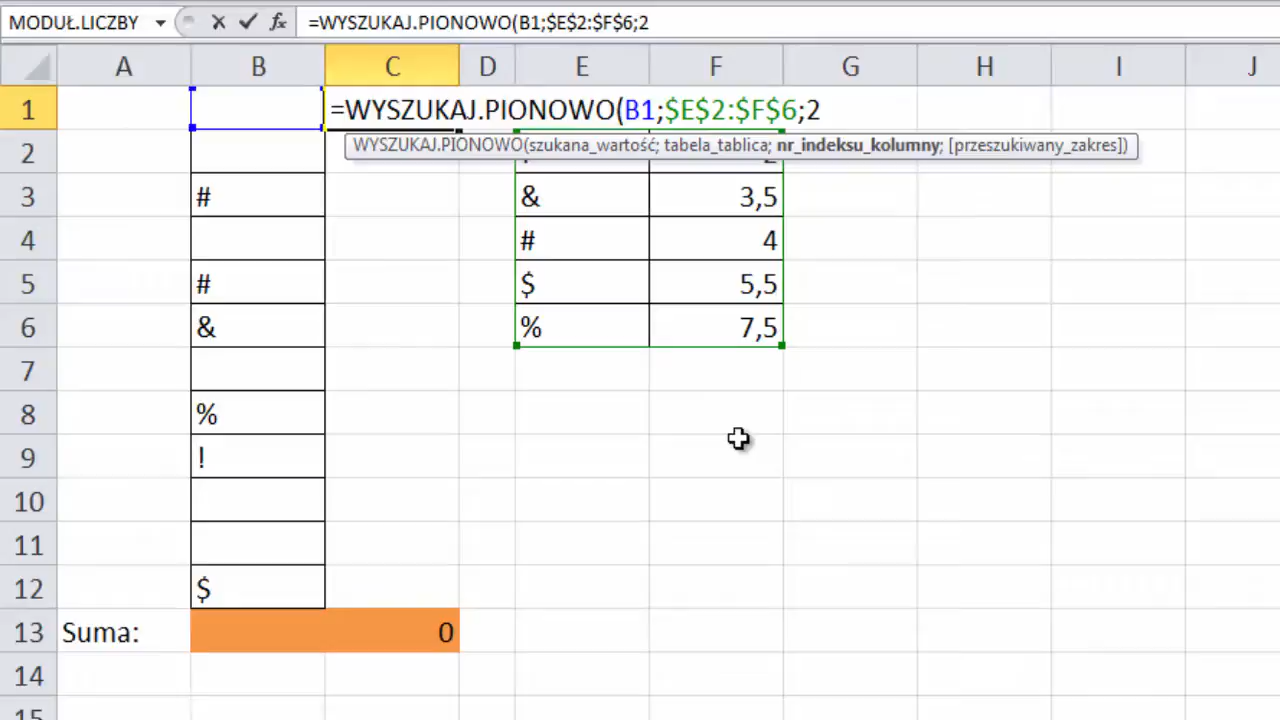 MODUŁ.LICZBY fx =WYSZUKAJ.PIONOWO(B1;$E$2:$F$6;2
A B C D E F G H I J
1 =WYSZUKAJ.PIONOWO(B1;$E$2:$F$6;2
WYSZUKAJ.PIONOWO(szukana_wartość; tabela_tablica; nr_indeksu_kolumny; [przeszukiwany_zakres])
2
3 # & 3,5
4 # 4
5 # $ 5,5
6 & % 7,5
7
8 %
9 !
10
11
12 $
13 Suma: 0
14
15